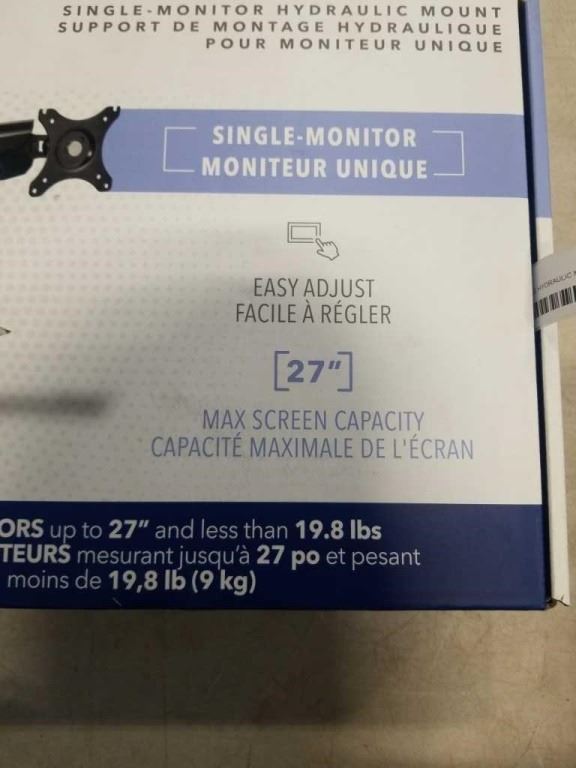 SINGLE-MONITOR HYDRAULIC MOUNT
SUPPORT DE MONTAGE HYDRAULIQUE
POUR MONITEUR UNIQUE
SINGLE-MONITOR
MONITEUR UNIQUE
EASY ADJUST
FACILE À RÉGLER
HYDRAULIC
[27"]
MAX SCREEN CAPACITY
CAPACITÉ MAXIMALE DE L'ÉCRAN
ORS up to 27" and less than 19.8 lbs
TEURS mesurant jusqu'à 27 po et pesant
moins de 19,8 lb (9 kg)